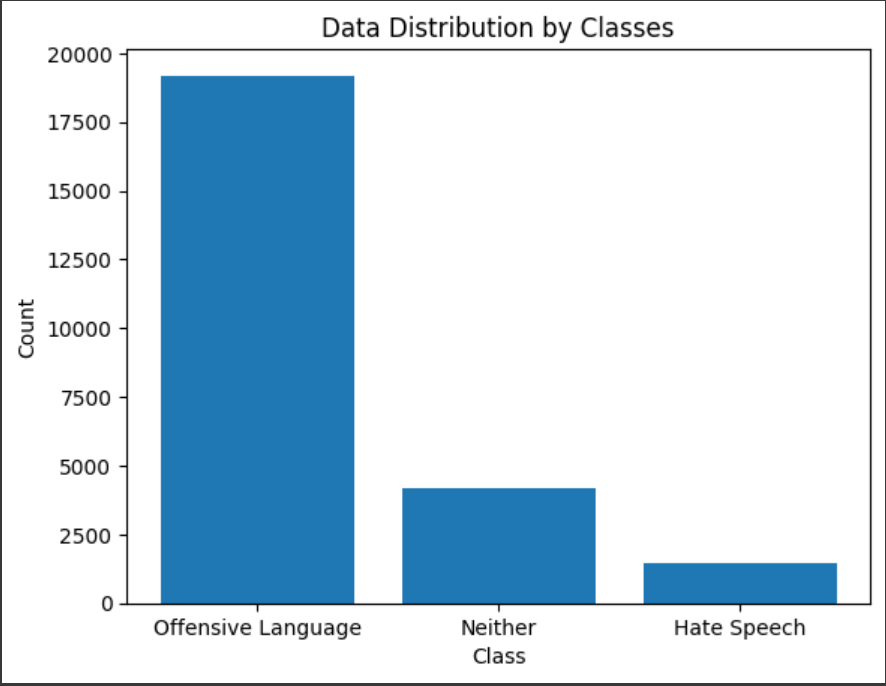 Data Distribution by Classes
20000
17500
15000
12500
10000
7500
5000
2500
0
Count
Offensive Language Neither Hate Speech
Class